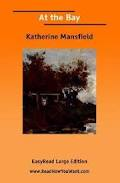 At the Bay
Katherine Mansfield
EasyRead Large Edition
www.ReadHowYouWant.com